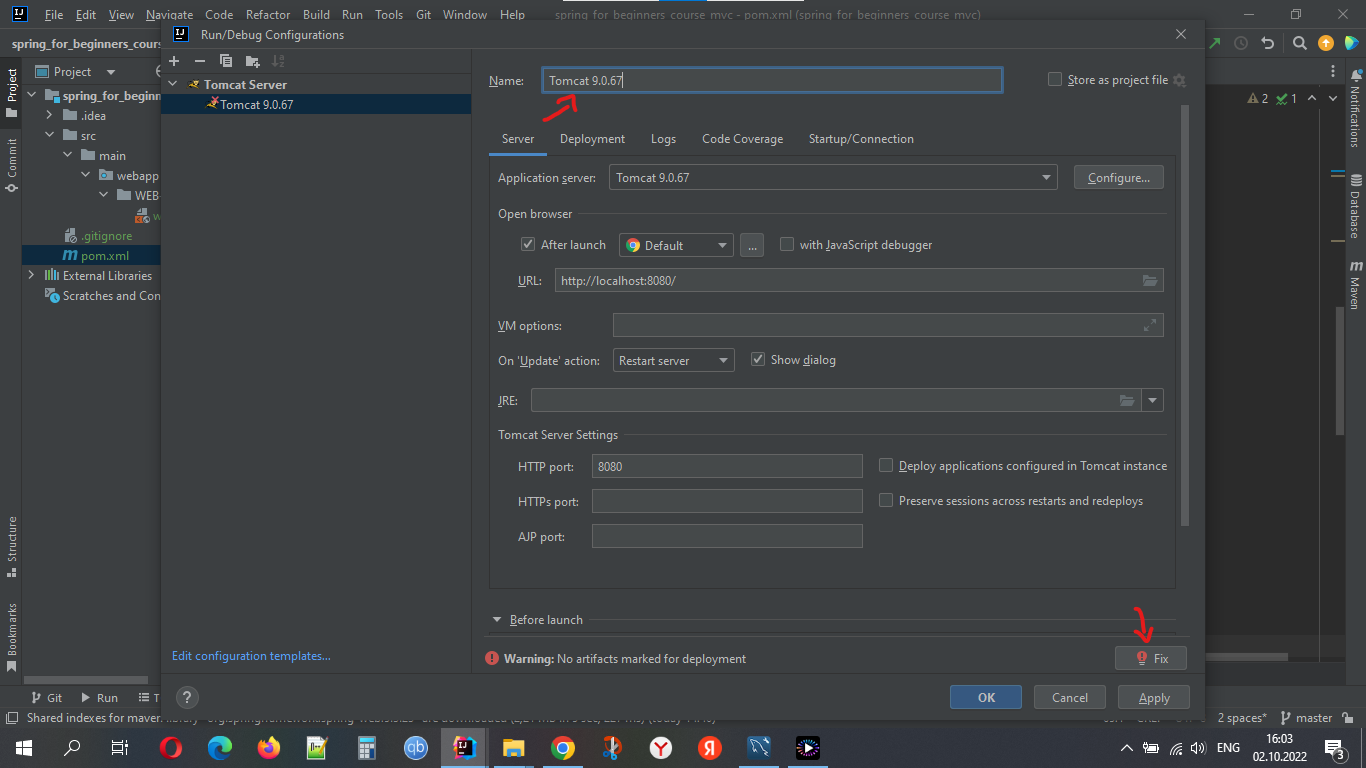 File Edit View Navigate Code Refactor Build Run Tools Git Window Help spring_for_beginners_course_mvc - pom.xml (spring_for_beginners_course_mvc)
spring_for_beginners_cours
Run/Debug Configurations
Project
Tomcat Server
Tomcat 9.0.67
Name: Tomcat 9.0.67
Store as project file
spring_for_beginn
.idea
src
main
webapp
WEB-
w
.gitignore
pom.xml
External Libraries
Scratches and Con
Server Deployment Logs Code Coverage Startup/Connection
Application server: Tomcat 9.0.67 Configure...
Open browser
After launch Default ... with JavaScript debugger
URL: http://localhost:8080/
VM options:
On 'Update' action: Restart server Show dialog
JRE:
Tomcat Server Settings
HTTP port: 8080 Deploy applications configured in Tomcat instance
HTTPs port: Preserve sessions across restarts and redeploys
AJP port:
Before launch
Edit configuration templates...
Warning: No artifacts marked for deployment Fix
? OK Cancel Apply
Project
Commit
Structure
Bookmarks
2 1
Notifications
Database
m Maven
Git Run T
Shared indexes for maven
2 spaces* master
qb Y Я ENG 16:03
02.10.2022 3